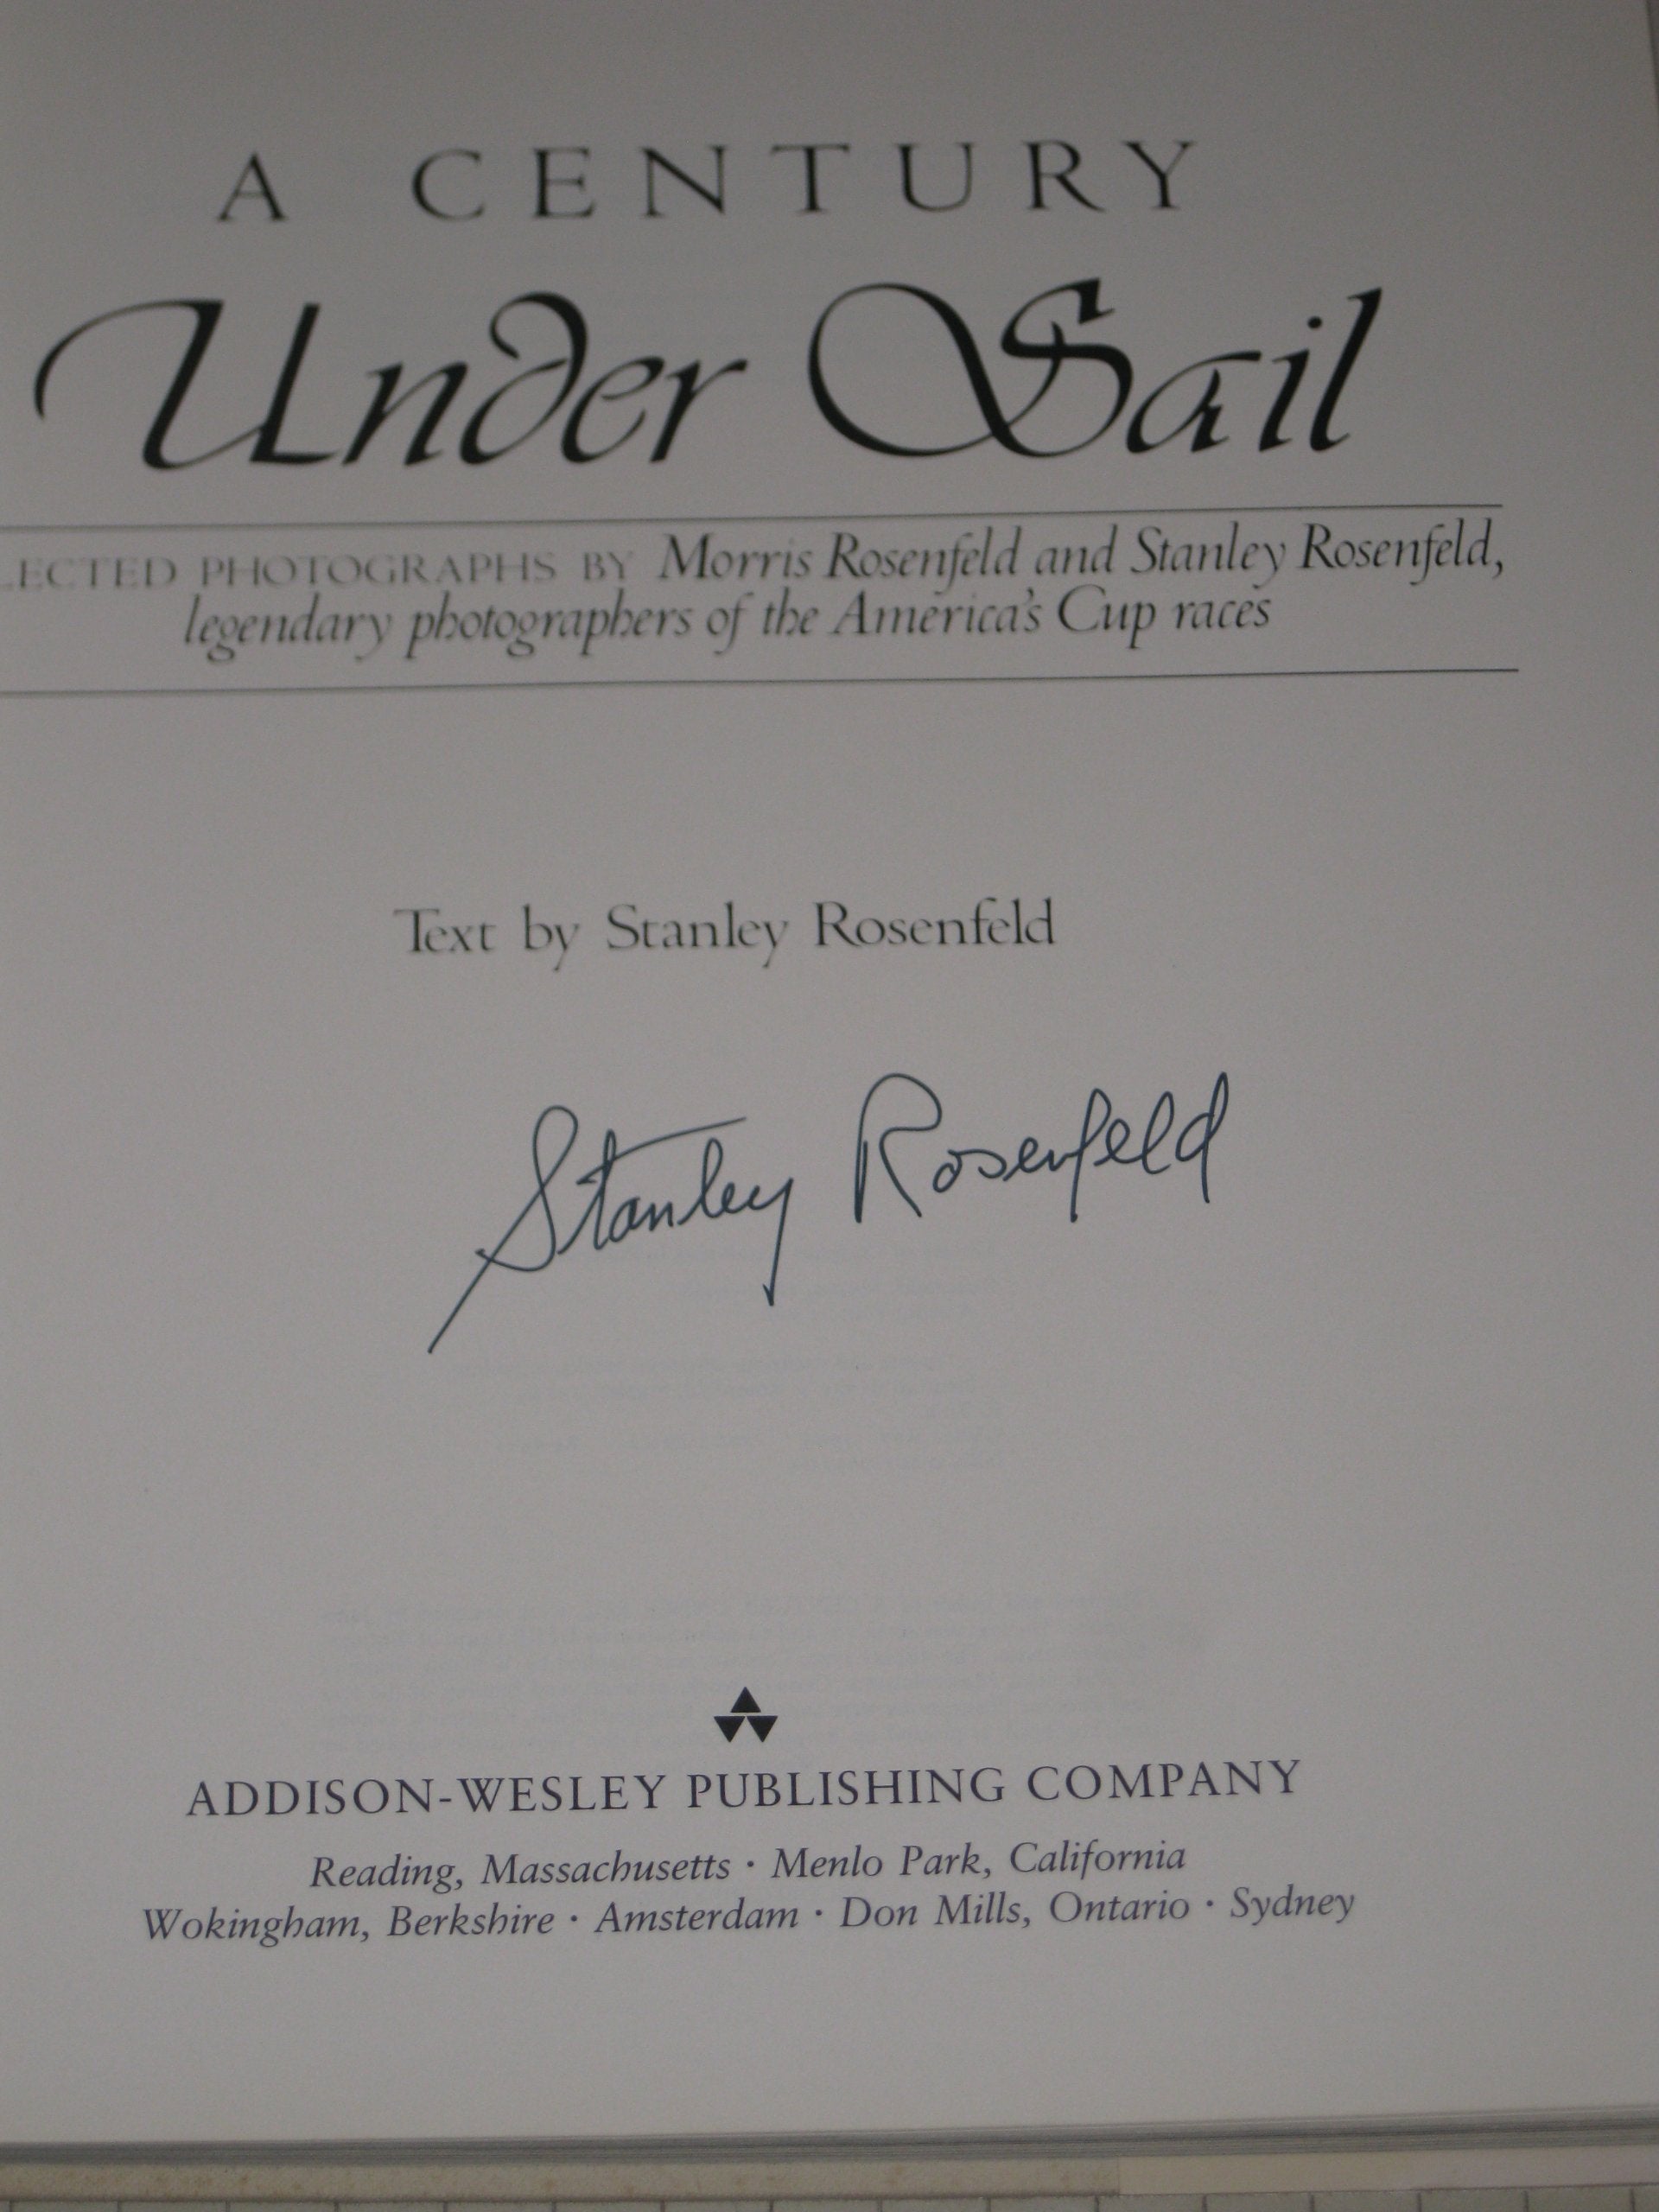 A CENTURY
Under Sail
LECTED PHOTOGRAPHS BY Morris Rosenfeld and Stanley Rosenfeld,
legendary photographers of the America's Cup races
Text by Stanley Rosenfeld
Stanley Rosenfeld
ADDISON-WESLEY PUBLISHING COMPANY
Reading, Massachusetts · Menlo Park, California
Wokingham, Berkshire · Amsterdam · Don Mills, Ontario · Sydney